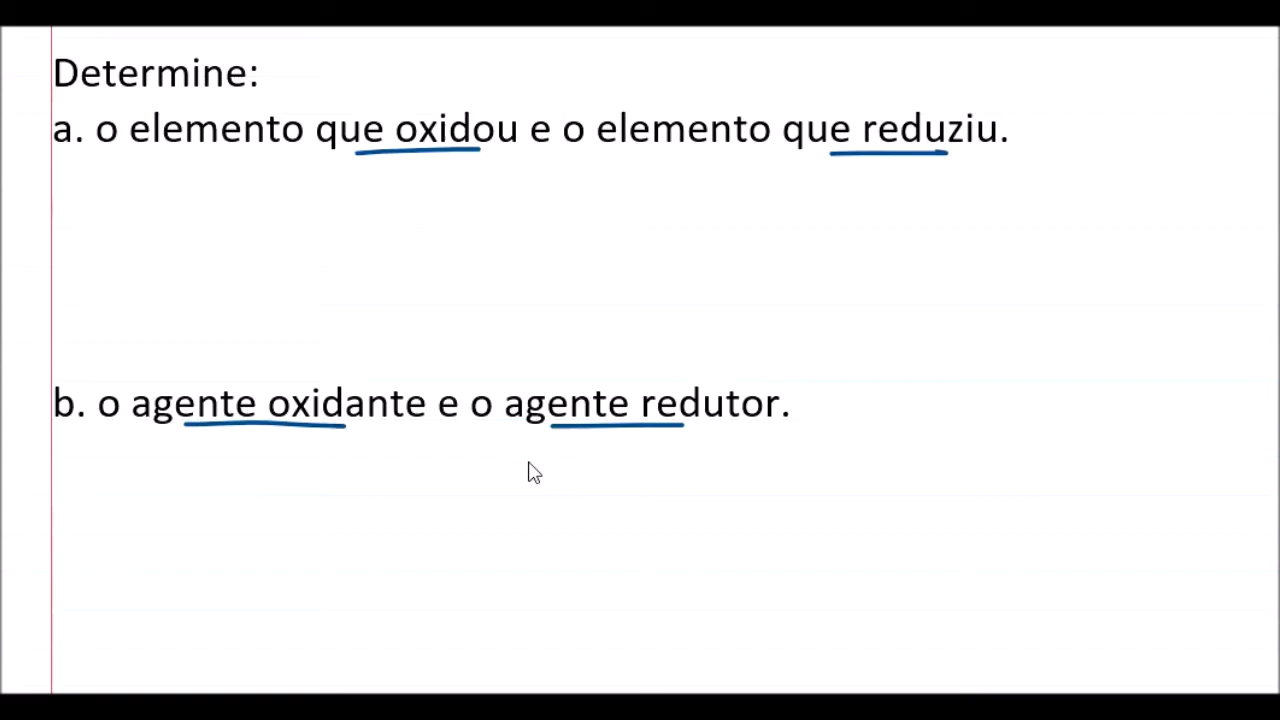 Determine:
a. o elemento que oxidou e o elemento que reduziu.
b. o agente oxidante e o agente redutor.